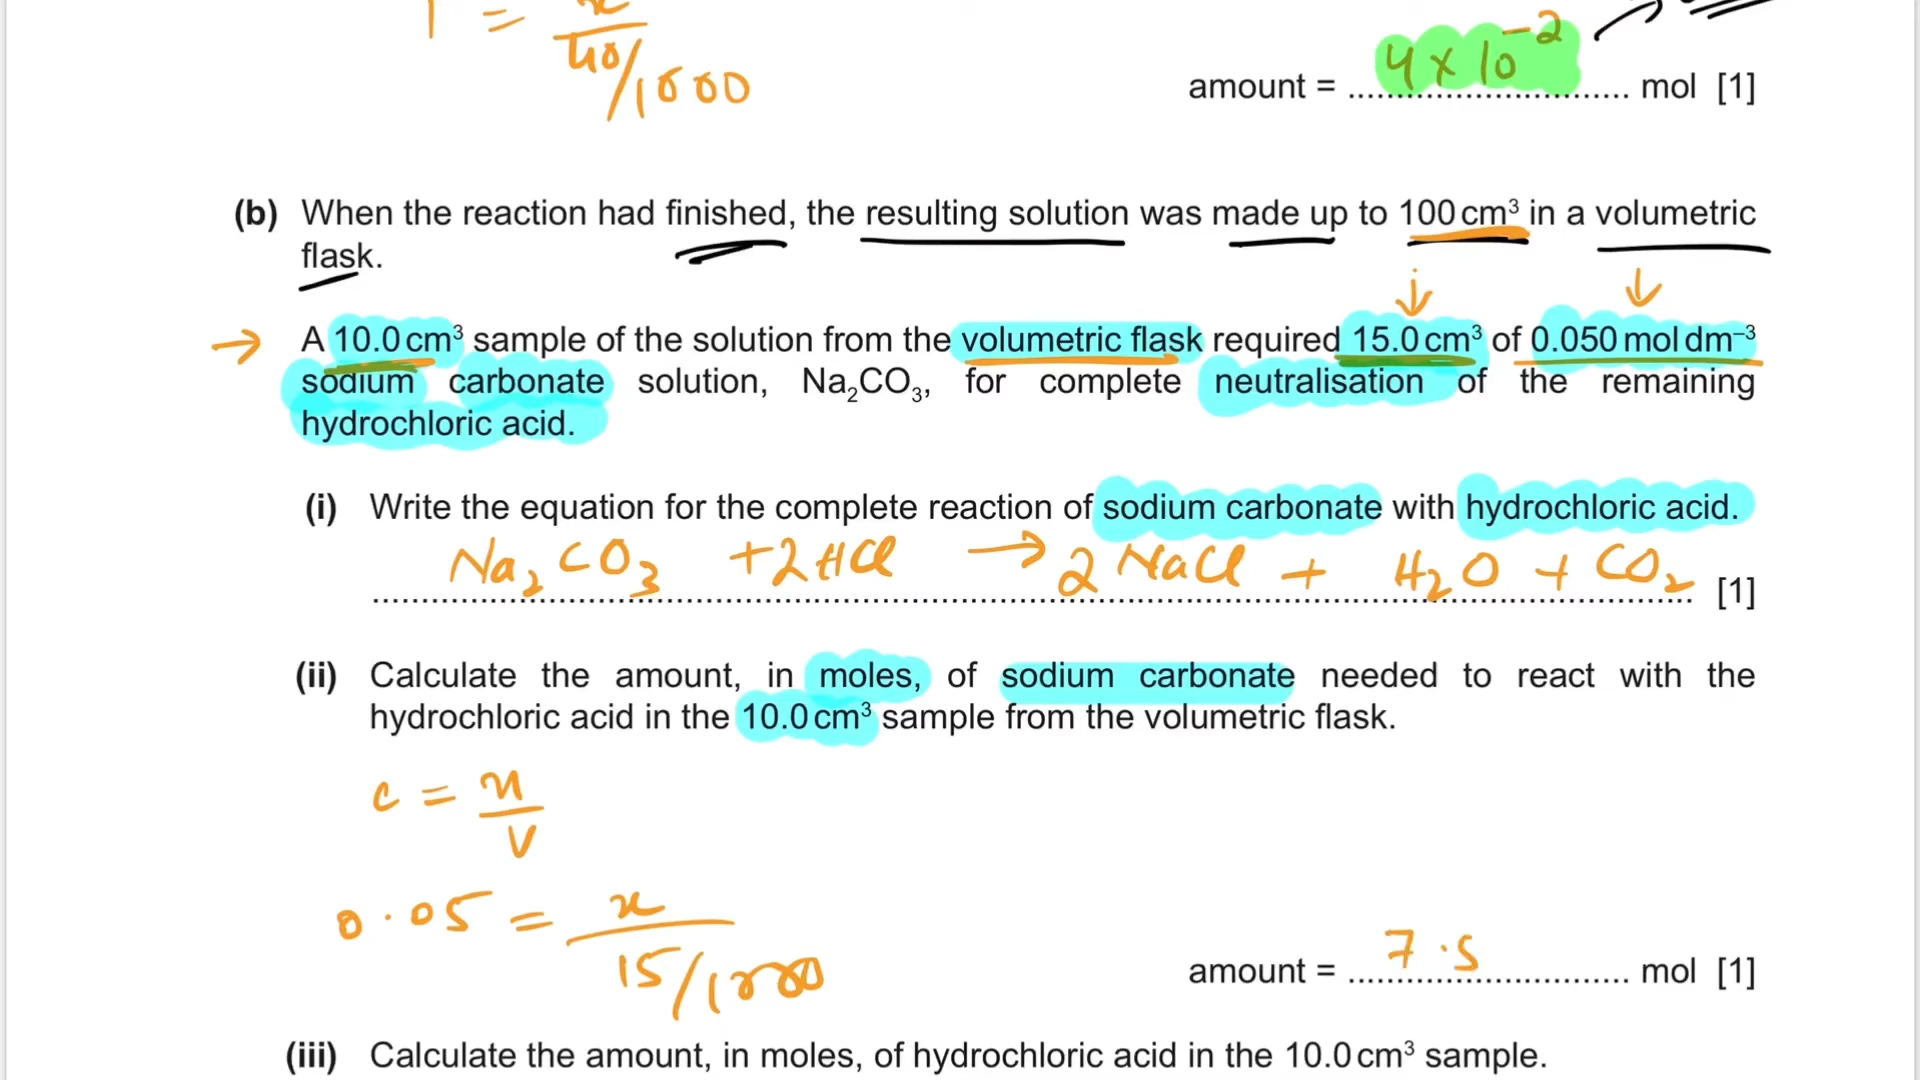 1 = x
40/1000
4 x 10⁻²
amount = .............................. mol [1]
(b) When the reaction had finished, the resulting solution was made up to 100 cm³ in a volumetric
flask.
A 10.0 cm³ sample of the solution from the volumetric flask required 15.0 cm³ of 0.050 mol dm⁻³
sodium carbonate solution, Na₂CO₃, for complete neutralisation of the remaining
hydrochloric acid.
(i) Write the equation for the complete reaction of sodium carbonate with hydrochloric acid.
Na₂CO₃ + 2HCl → 2NaCl + H₂O + CO₂
[1]
(ii) Calculate the amount, in moles, of sodium carbonate needed to react with the
hydrochloric acid in the 10.0 cm³ sample from the volumetric flask.
c = n
v
0.05 = x
15/1000
7.5
amount = .............................. mol [1]
(iii) Calculate the amount, in moles, of hydrochloric acid in the 10.0 cm³ sample.